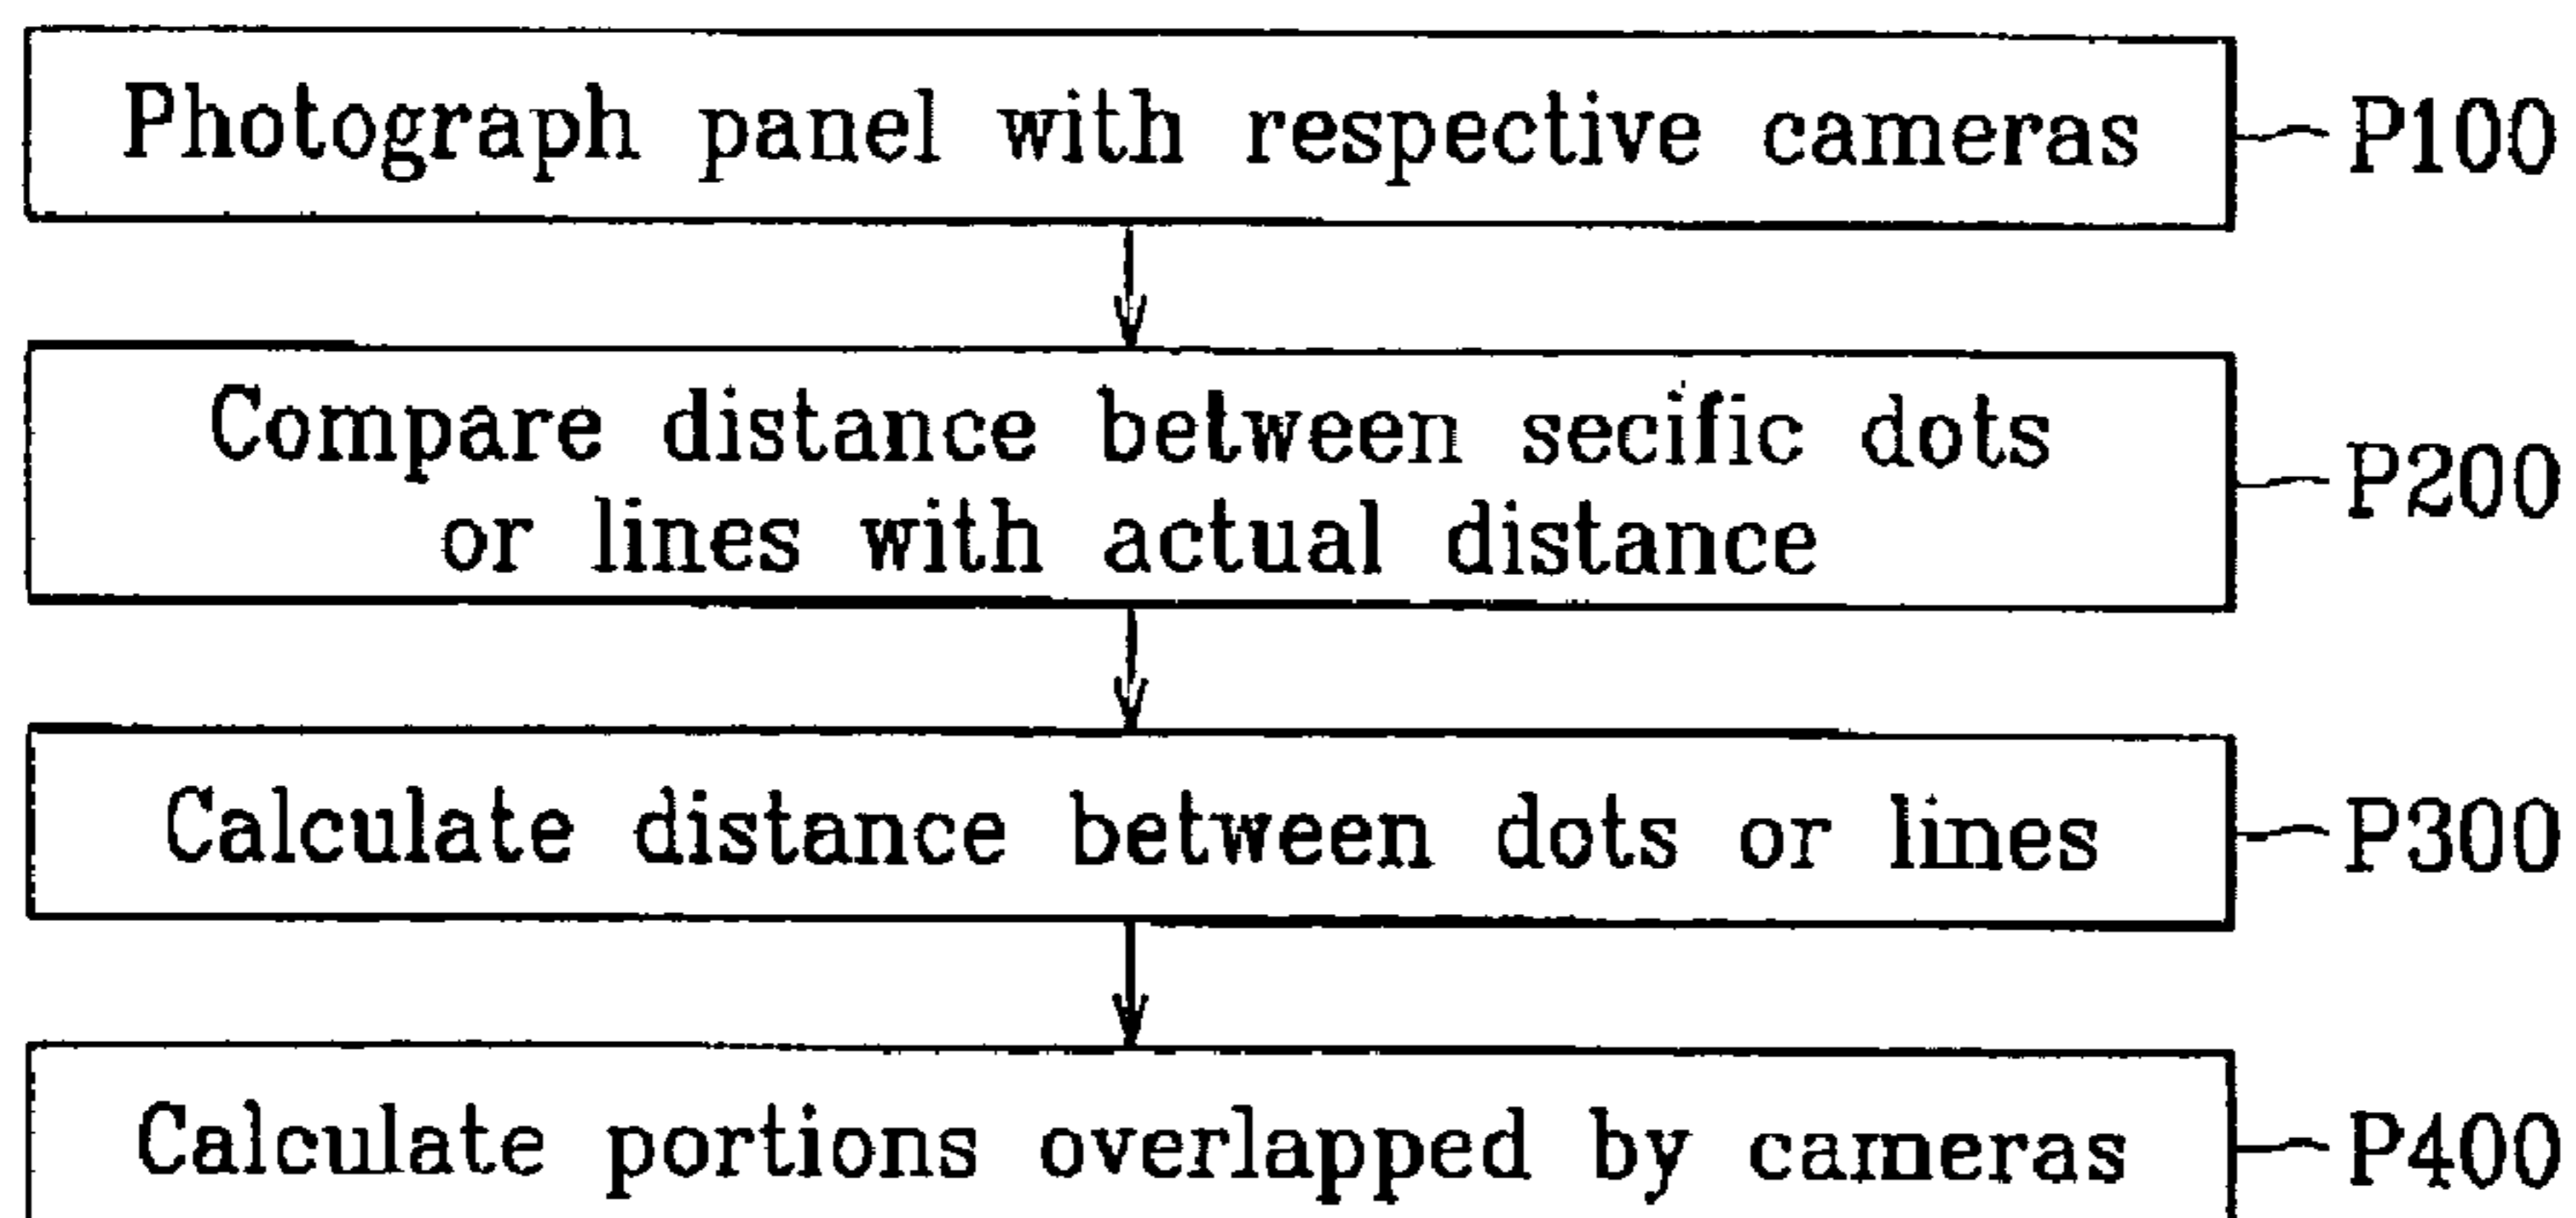 Photograph panel with respective cameras P100
Compare distance between secific dots
or lines with actual distance
P200
Calculate distance between dots or lines P300
Calculate portions overlapped by cameras P400